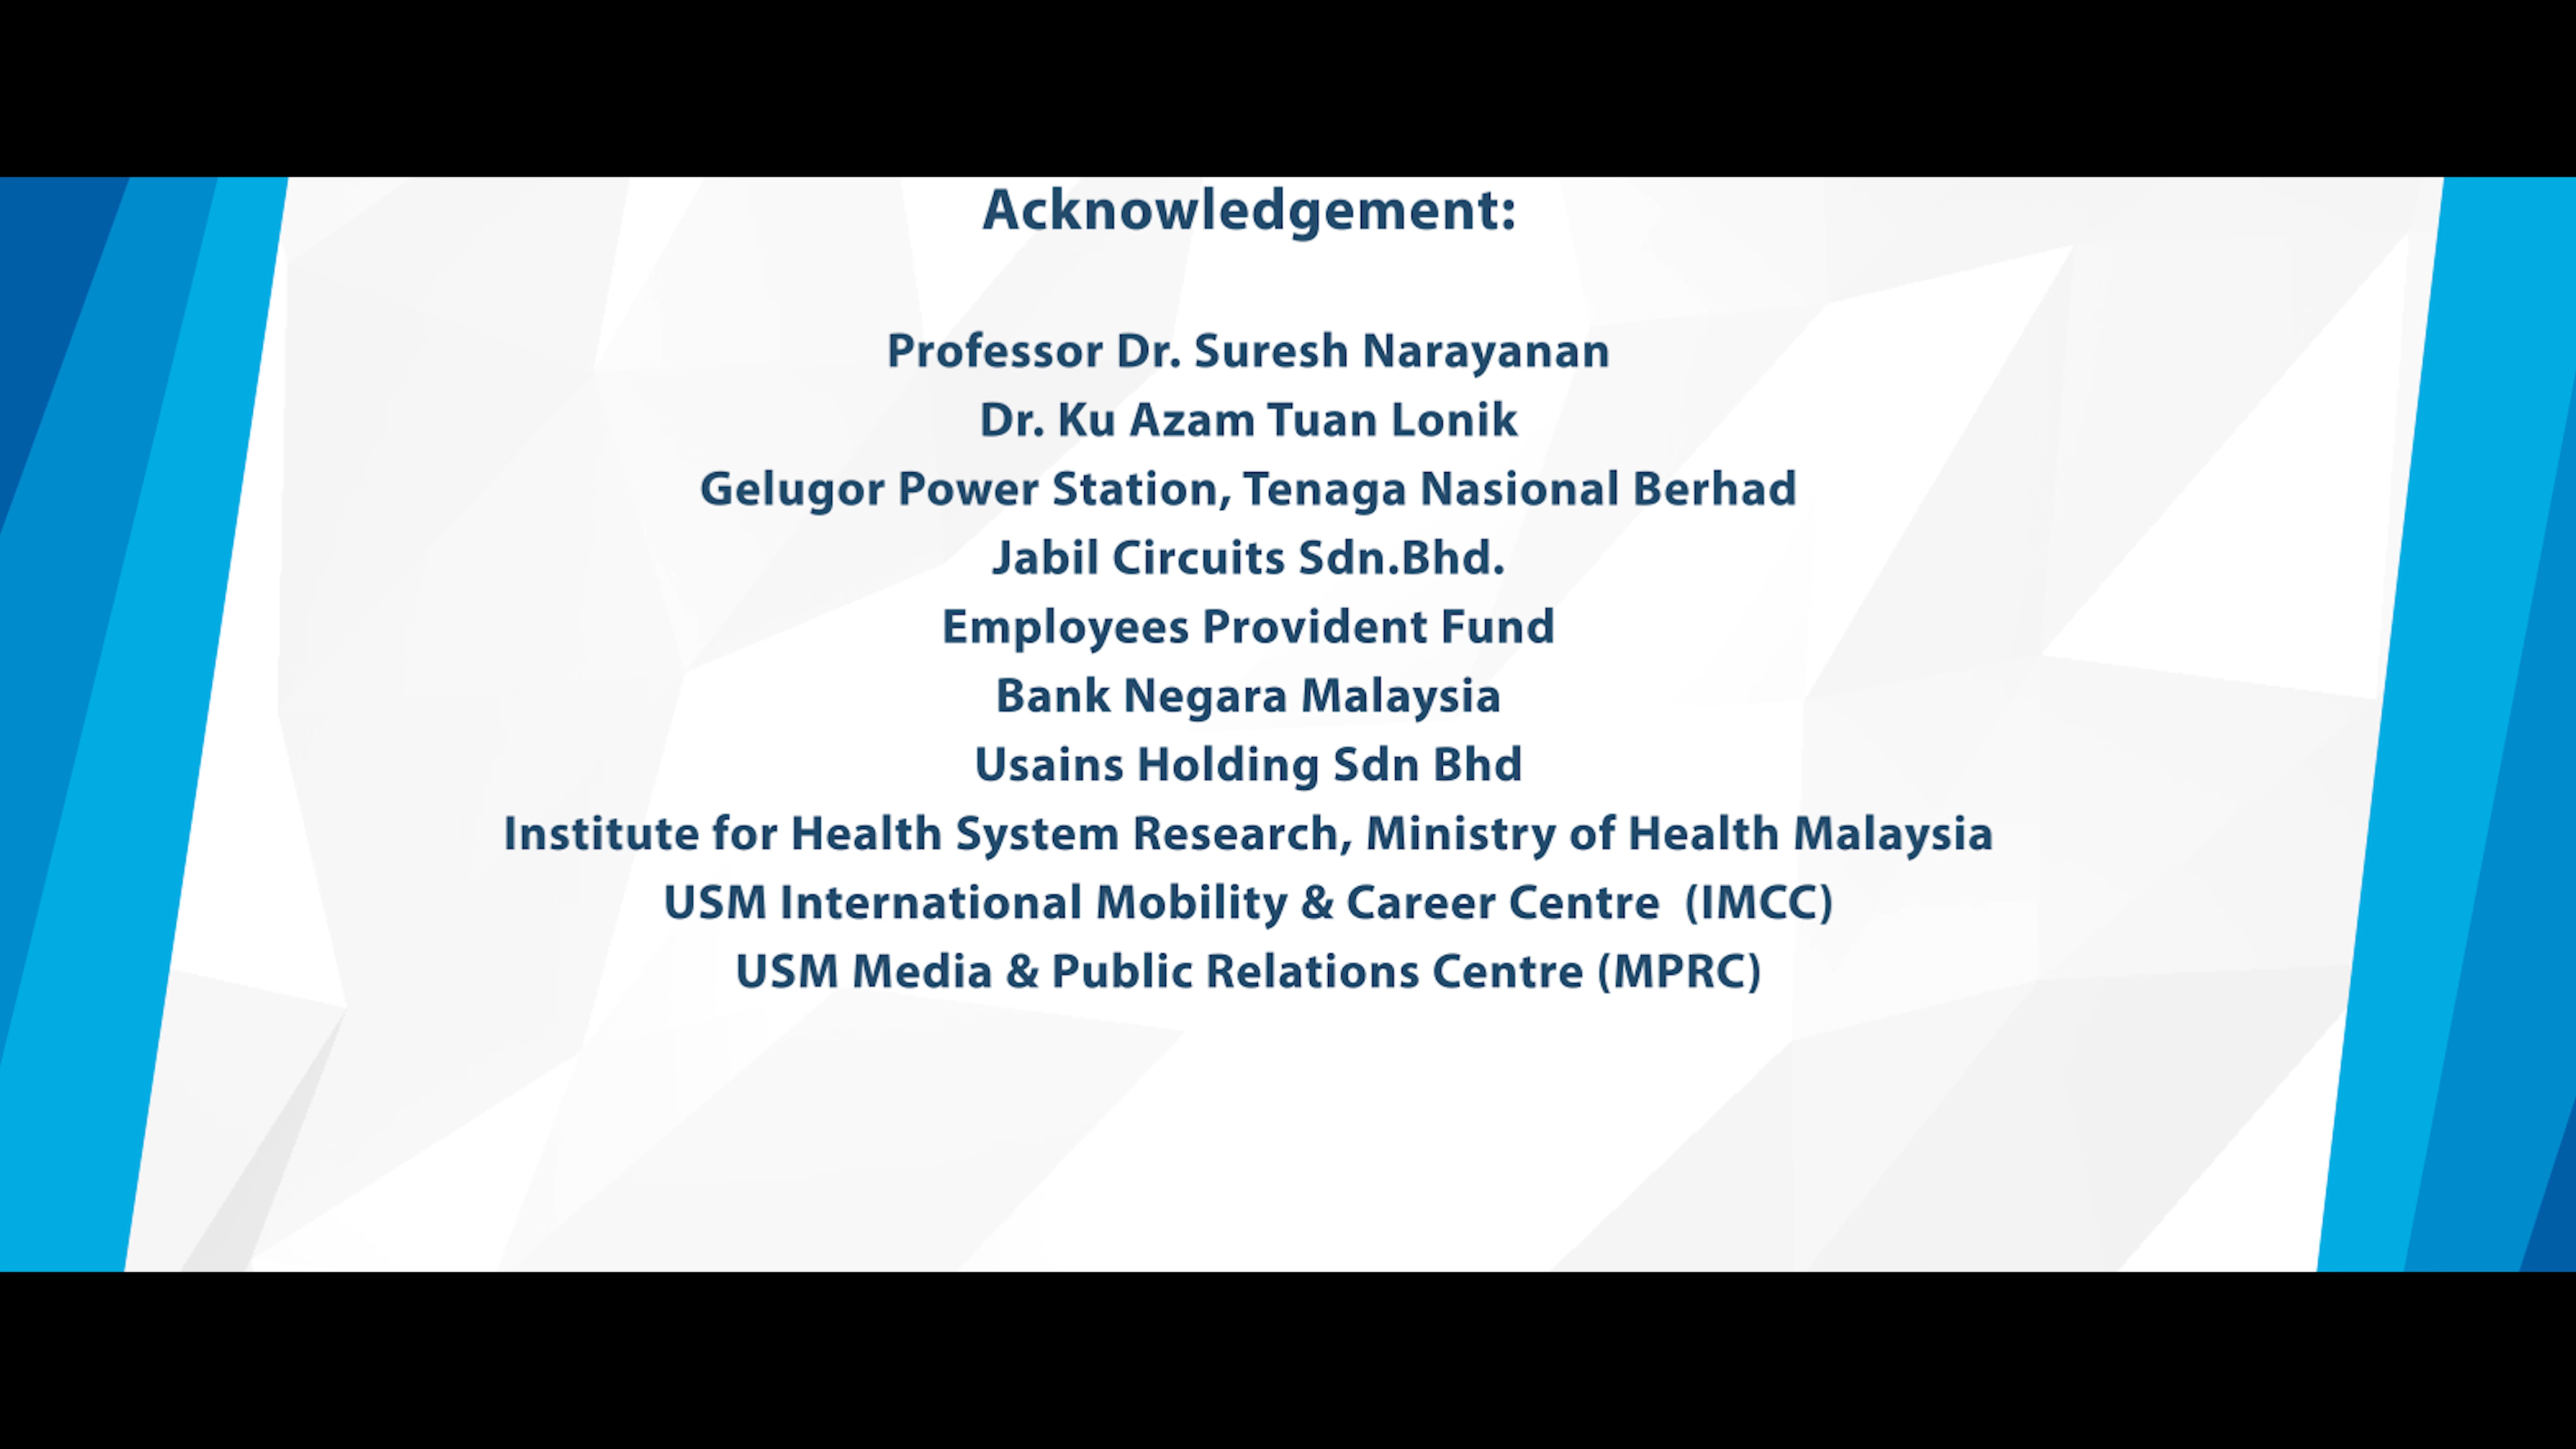 Acknowledgement:
Professor Dr. Suresh Narayanan
Dr. Ku Azam Tuan Lonik
Gelugor Power Station, Tenaga Nasional Berhad
Jabil Circuits Sdn.Bhd.
Employees Provident Fund
Bank Negara Malaysia
Usains Holding Sdn Bhd
Institute for Health System Research, Ministry of Health Malaysia
USM International Mobility & Career Centre  (IMCC)
USM Media & Public Relations Centre (MPRC)